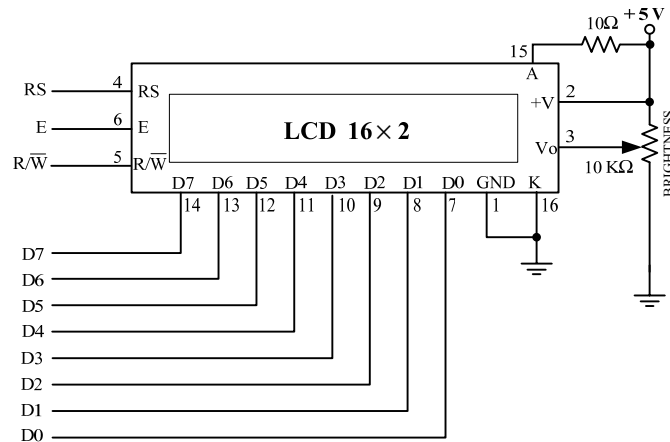 +5 V
10Ω
15
A
RS 4 RS
+V 2
E 6 E
LCD 16×2
Vo 3
R/W̅ 5 R/W̅
10 KΩ
BRIGHTNESS
D7 D6 D5 D4 D3 D2 D1 D0 GND K
14 13 12 11 10 9 8 7 1 16
D7
D6
D5
D4
D3
D2
D1
D0